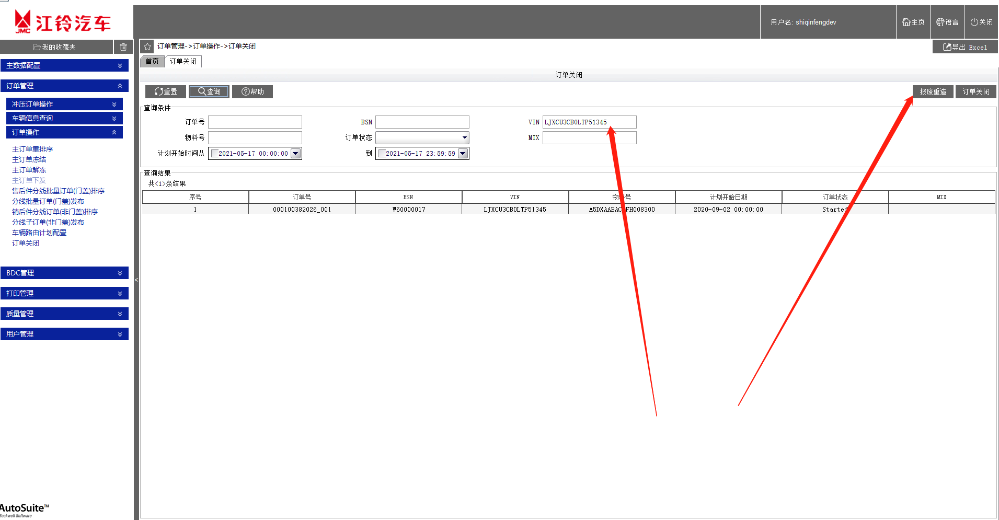 江铃汽车
JMC
用户名: shiqinfengdev
主页
语言
关闭
我的收藏夹
订单管理->订单操作->订单关闭
导出 Excel
首页
订单关闭
订单关闭
重置
查询
帮助
报废重造
订单关闭
主数据配置
订单管理
冲压订单操作
车辆信息查询
订单操作
主订单重排序
主订单冻结
主订单解冻
主订单下发
售后件分线批量订单(门盖)排序
分线批量订单(门盖)发布
销后件分线订单(非门盖)排序
分线子订单(非门盖)发布
车辆路由计划配置
订单关闭
BDC管理
打印管理
质量管理
用户管理
<
查询条件
订单号
BSN
VIN LJXCU3CB0LTP51345
物料号
订单状态
MIX
计划开始时间从 2021-05-17 00:00:00
到 2021-05-17 23:59:59
查询结果
共<1>条结果
序号 订单号 BSN VIN 物料号 计划开始日期 订单状态 MIX
1 000100382026_001 W60000017 LJXCU3CB0LTP51345 2020-09-02 00:00:00 Started
AutoSuite™
Rockwell Software